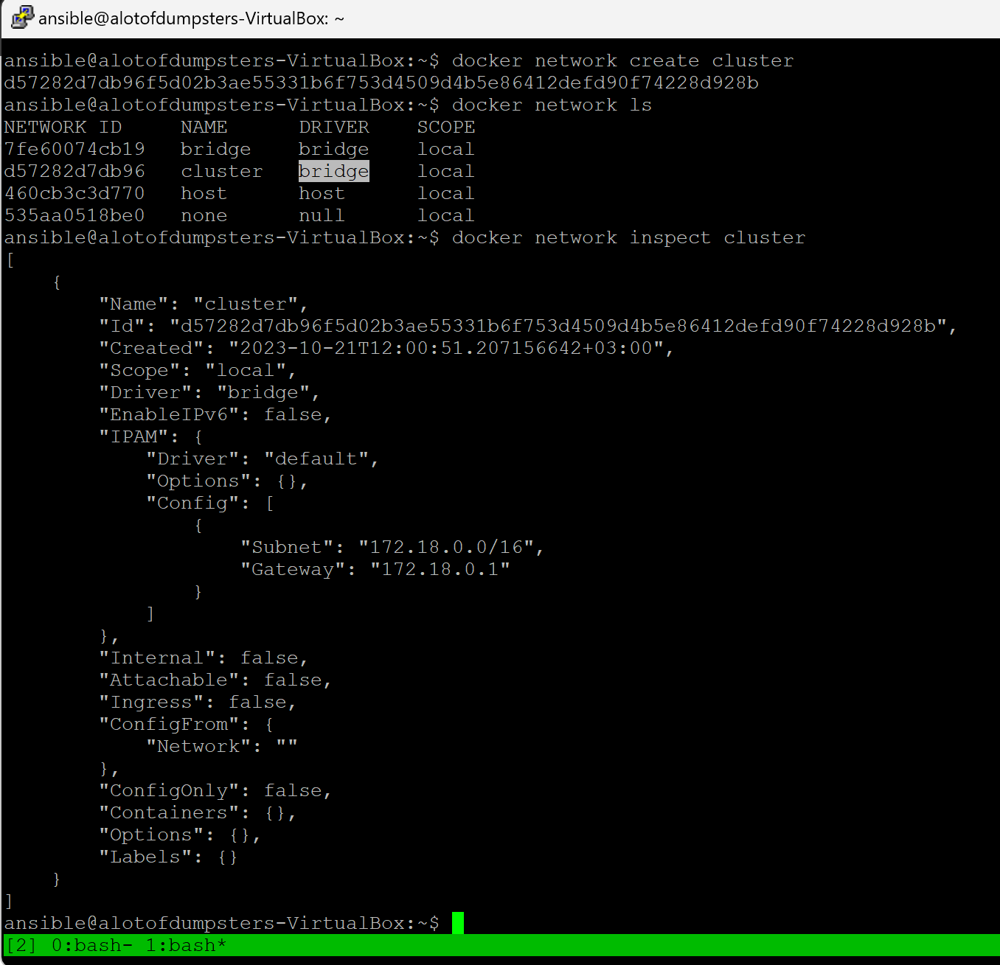 ansible@alotofdumpsters-VirtualBox: ~
ansible@alotofdumpsters-VirtualBox:~$ docker network create cluster
d57282d7db96f5d02b3ae55331b6f753d4509d4b5e86412defd90f74228d928b
ansible@alotofdumpsters-VirtualBox:~$ docker network ls
NETWORK ID     NAME      DRIVER    SCOPE
7fe60074cb19   bridge    bridge    local
d57282d7db96   cluster   bridge    local
460cb3c3d770   host      host      local
535aa0518be0   none      null      local
ansible@alotofdumpsters-VirtualBox:~$ docker network inspect cluster
[
    {
        "Name": "cluster",
        "Id": "d57282d7db96f5d02b3ae55331b6f753d4509d4b5e86412defd90f74228d928b",
        "Created": "2023-10-21T12:00:51.207156642+03:00",
        "Scope": "local",
        "Driver": "bridge",
        "EnableIPv6": false,
        "IPAM": {
            "Driver": "default",
            "Options": {},
            "Config": [
                {
                    "Subnet": "172.18.0.0/16",
                    "Gateway": "172.18.0.1"
                }
            ]
        },
        "Internal": false,
        "Attachable": false,
        "Ingress": false,
        "ConfigFrom": {
            "Network": ""
        },
        "ConfigOnly": false,
        "Containers": {},
        "Options": {},
        "Labels": {}
    }
]
ansible@alotofdumpsters-VirtualBox:~$
[2] 0:bash- 1:bash*